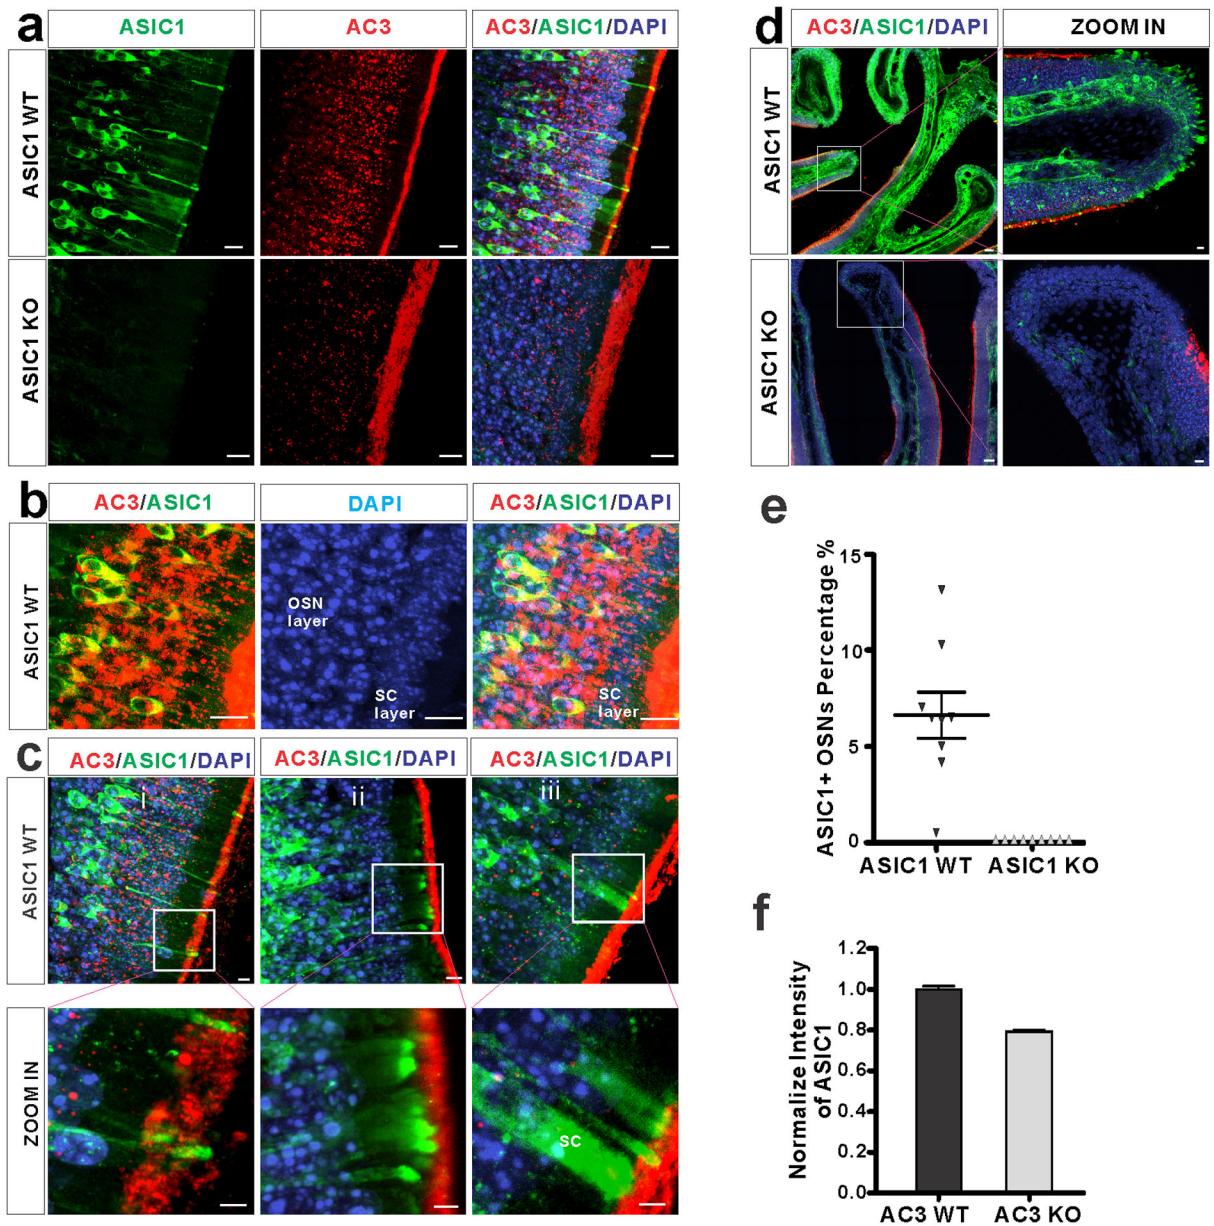 a
ASIC1
AC3
AC3/ASIC1/DAPI
ASIC1 WT
ASIC1 KO
b
AC3/ASIC1
DAPI
AC3/ASIC1/DAPI
ASIC1 WT
OSN
layer
SC
layer
SC
layer
c
AC3/ASIC1/DAPI
AC3/ASIC1/DAPI
AC3/ASIC1/DAPI
ASIC1 WT
i
ii
iii
ZOOM IN
SC
d
AC3/ASIC1/DAPI
ZOOM IN
ASIC1 WT
ASIC1 KO
e
ASIC1+ OSNs Percentage %
15
10
5
0
ASIC1 WT
ASIC1 KO
f
Normalize Intensity
of ASIC1
1.2
1.0
0.8
0.6
0.4
0.2
0.0
AC3 WT
AC3 KO